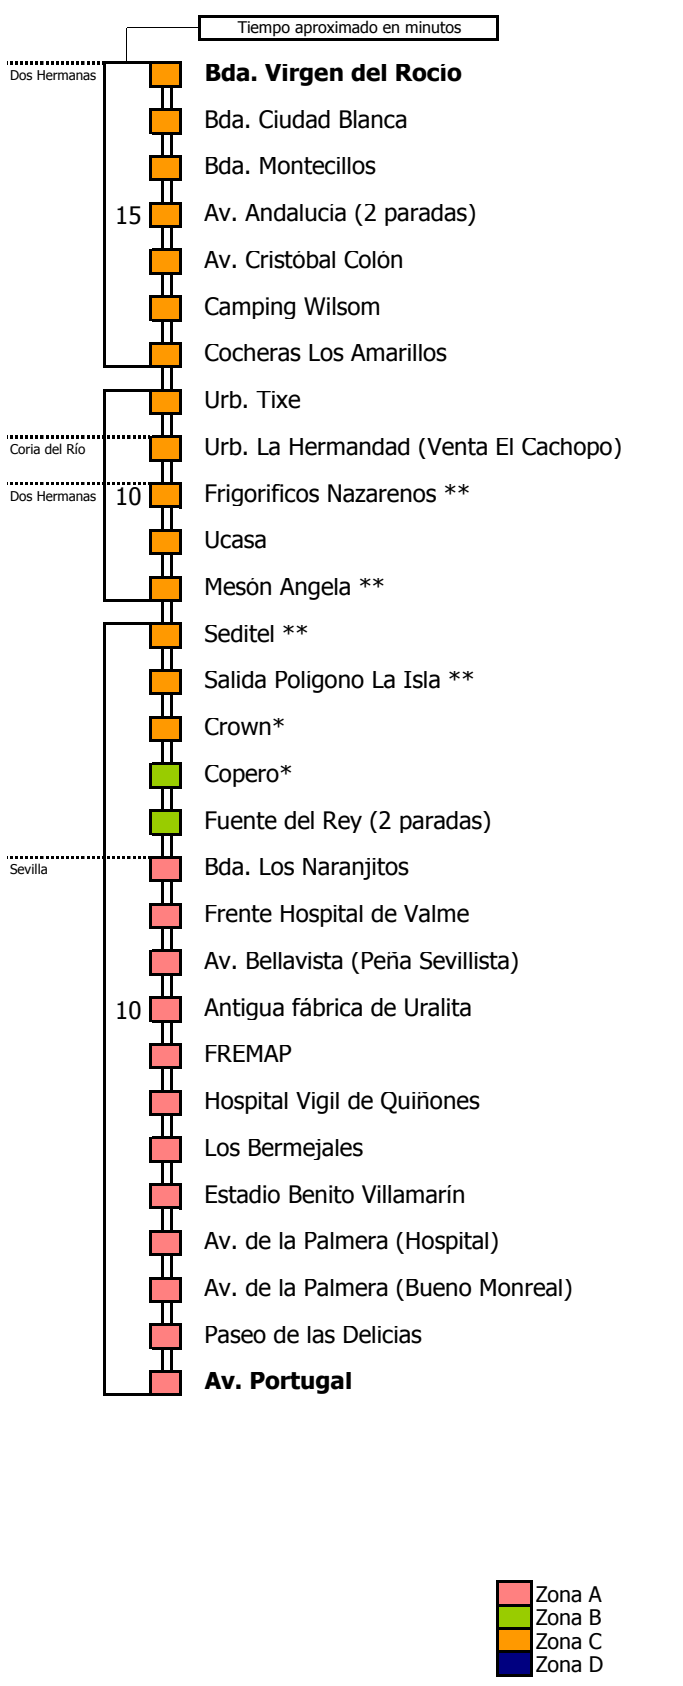 Tiempo aproximado en minutos
Dos Hermanas
Bda. Virgen del Rocío
Bda. Ciudad Blanca
Bda. Montecillos
15
Av. Andalucía (2 paradas)
Av. Cristóbal Colón
Camping Wilsom
Cocheras Los Amarillos
Urb. Tixe
Coria del Río
Urb. La Hermandad (Venta El Cachopo)
Dos Hermanas
10
Frigorificos Nazarenos **
Ucasa
Mesón Angela **
Seditel **
Salida Poligono La Isla **
Crown*
Copero*
Fuente del Rey (2 paradas)
Sevilla
Bda. Los Naranjitos
Frente Hospital de Valme
Av. Bellavista (Peña Sevillista)
10
Antigua fábrica de Uralita
FREMAP
Hospital Vigil de Quiñones
Los Bermejales
Estadio Benito Villamarín
Av. de la Palmera (Hospital)
Av. de la Palmera (Bueno Monreal)
Paseo de las Delicias
Av. Portugal
Zona A
Zona B
Zona C
Zona D